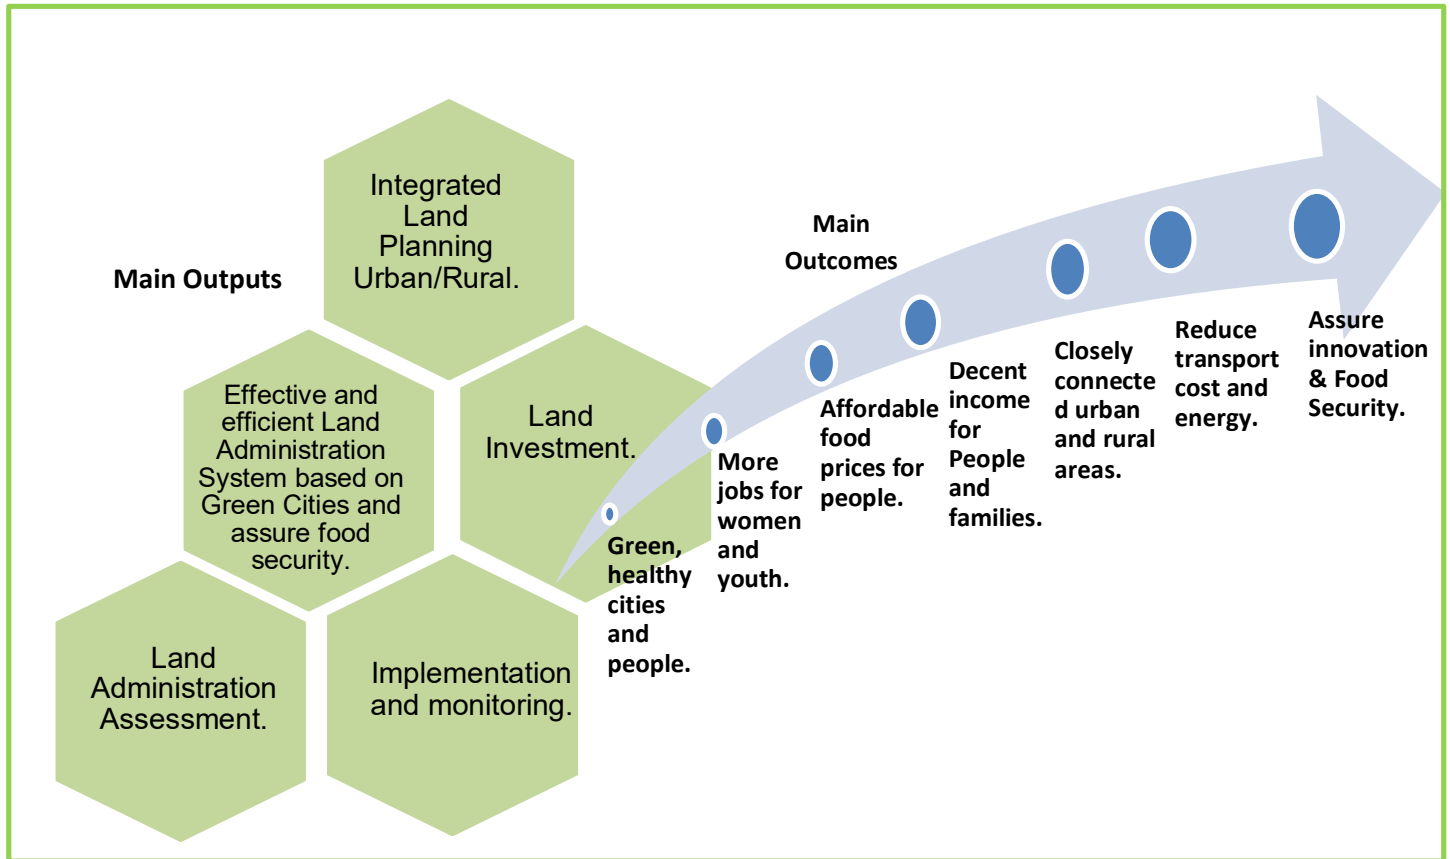 Main Outputs
Integrated
Land
Planning
Urban/Rural.
Effective and
efficient Land
Administration
System based on
Green Cities and
assure food
security.
Land
Investment.
Land
Administration
Assessment.
Implementation
and monitoring.
Main
Outcomes
Green,
healthy
cities
and
people.
More
jobs for
women
and
youth.
Affordable
food
prices for
people.
Decent
income
for
People
and
families.
Closely
connecte
d urban
and rural
areas.
Reduce
transport
cost and
energy.
Assure
innovation
& Food
Security.